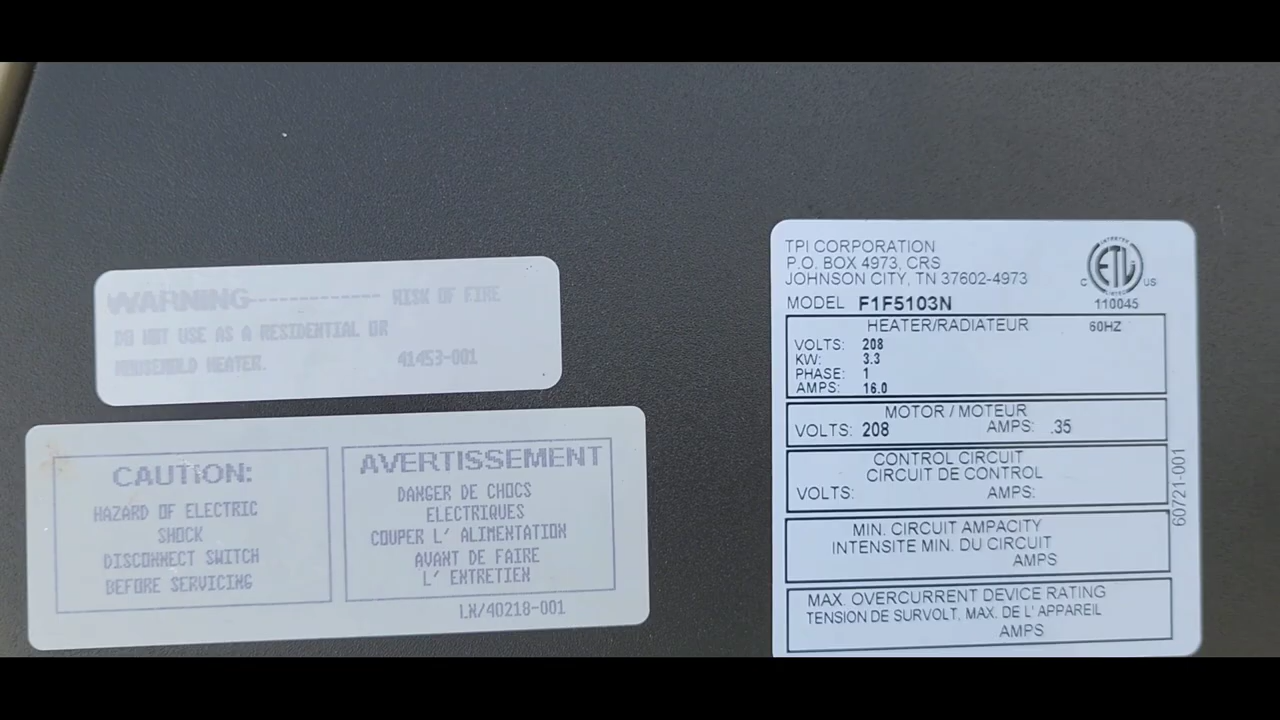 WARNING------------- RISK OF FIRE
DO NOT USE AS A RESIDENTIAL OR
HOUSEHOLD HEATER. 41453-001
CAUTION:
HAZARD OF ELECTRIC
SHOCK
DISCONNECT SWITCH
BEFORE SERVICING
AVERTISSEMENT
DANGER DE CHOCS
ELECTRIQUES
COUPER L' ALIMENTATION
AVANT DE FAIRE
L' ENTRETIEN
LN/40218-001
TPI CORPORATION
P.O. BOX 4973, CRS
JOHNSON CITY, TN 37602-4973
MODEL F1F5103N
INTERTEK
C ETL US
LISTED
110045
HEATER/RADIATEUR 60HZ
VOLTS: 208
KW: 3.3
PHASE: 1
AMPS: 16.0
MOTOR / MOTEUR
VOLTS: 208 AMPS: .35
CONTROL CIRCUIT
CIRCUIT DE CONTROL
VOLTS: AMPS:
MIN. CIRCUIT AMPACITY
INTENSITE MIN. DU CIRCUIT
AMPS
MAX. OVERCURRENT DEVICE RATING
TENSION DE SURVOLT, MAX. DE L' APPAREIL
AMPS
60721-001